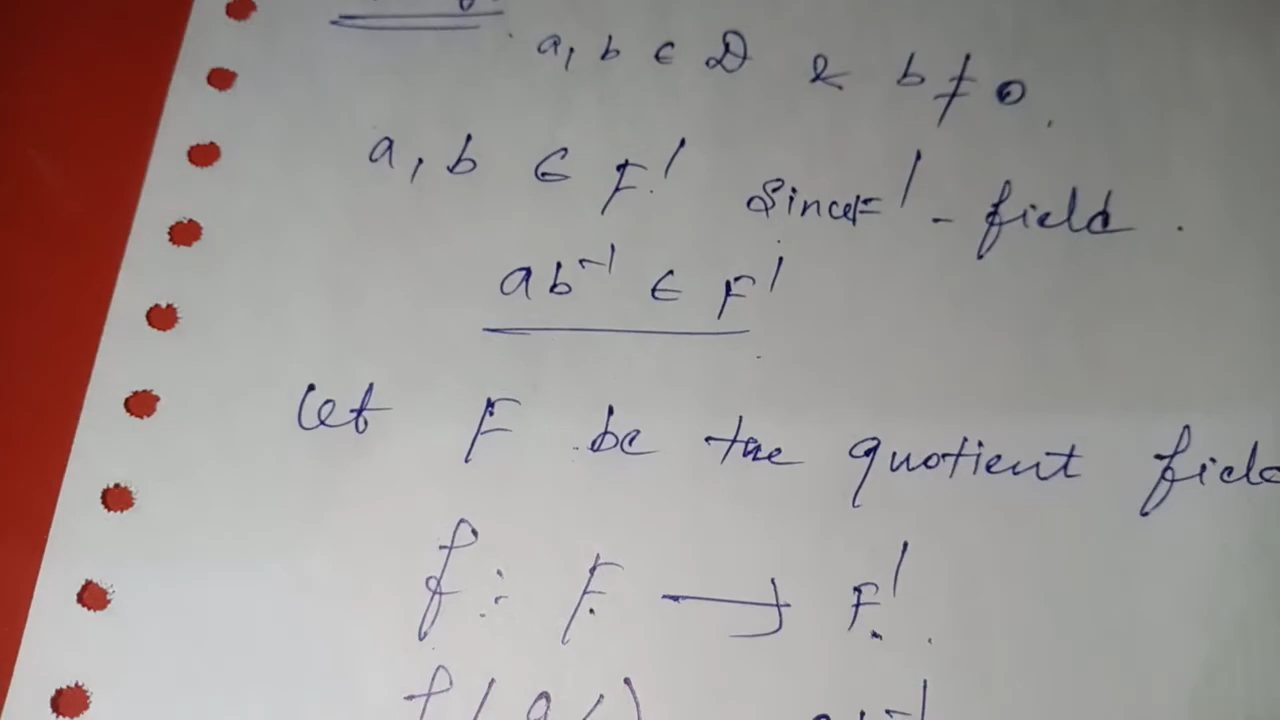 a, b ∈ D & b ≠ 0.
a, b ∈ F' Since F' - field.
ab⁻¹ ∈ F'
Let F be the quotient field
f : F → F'.
f(a/